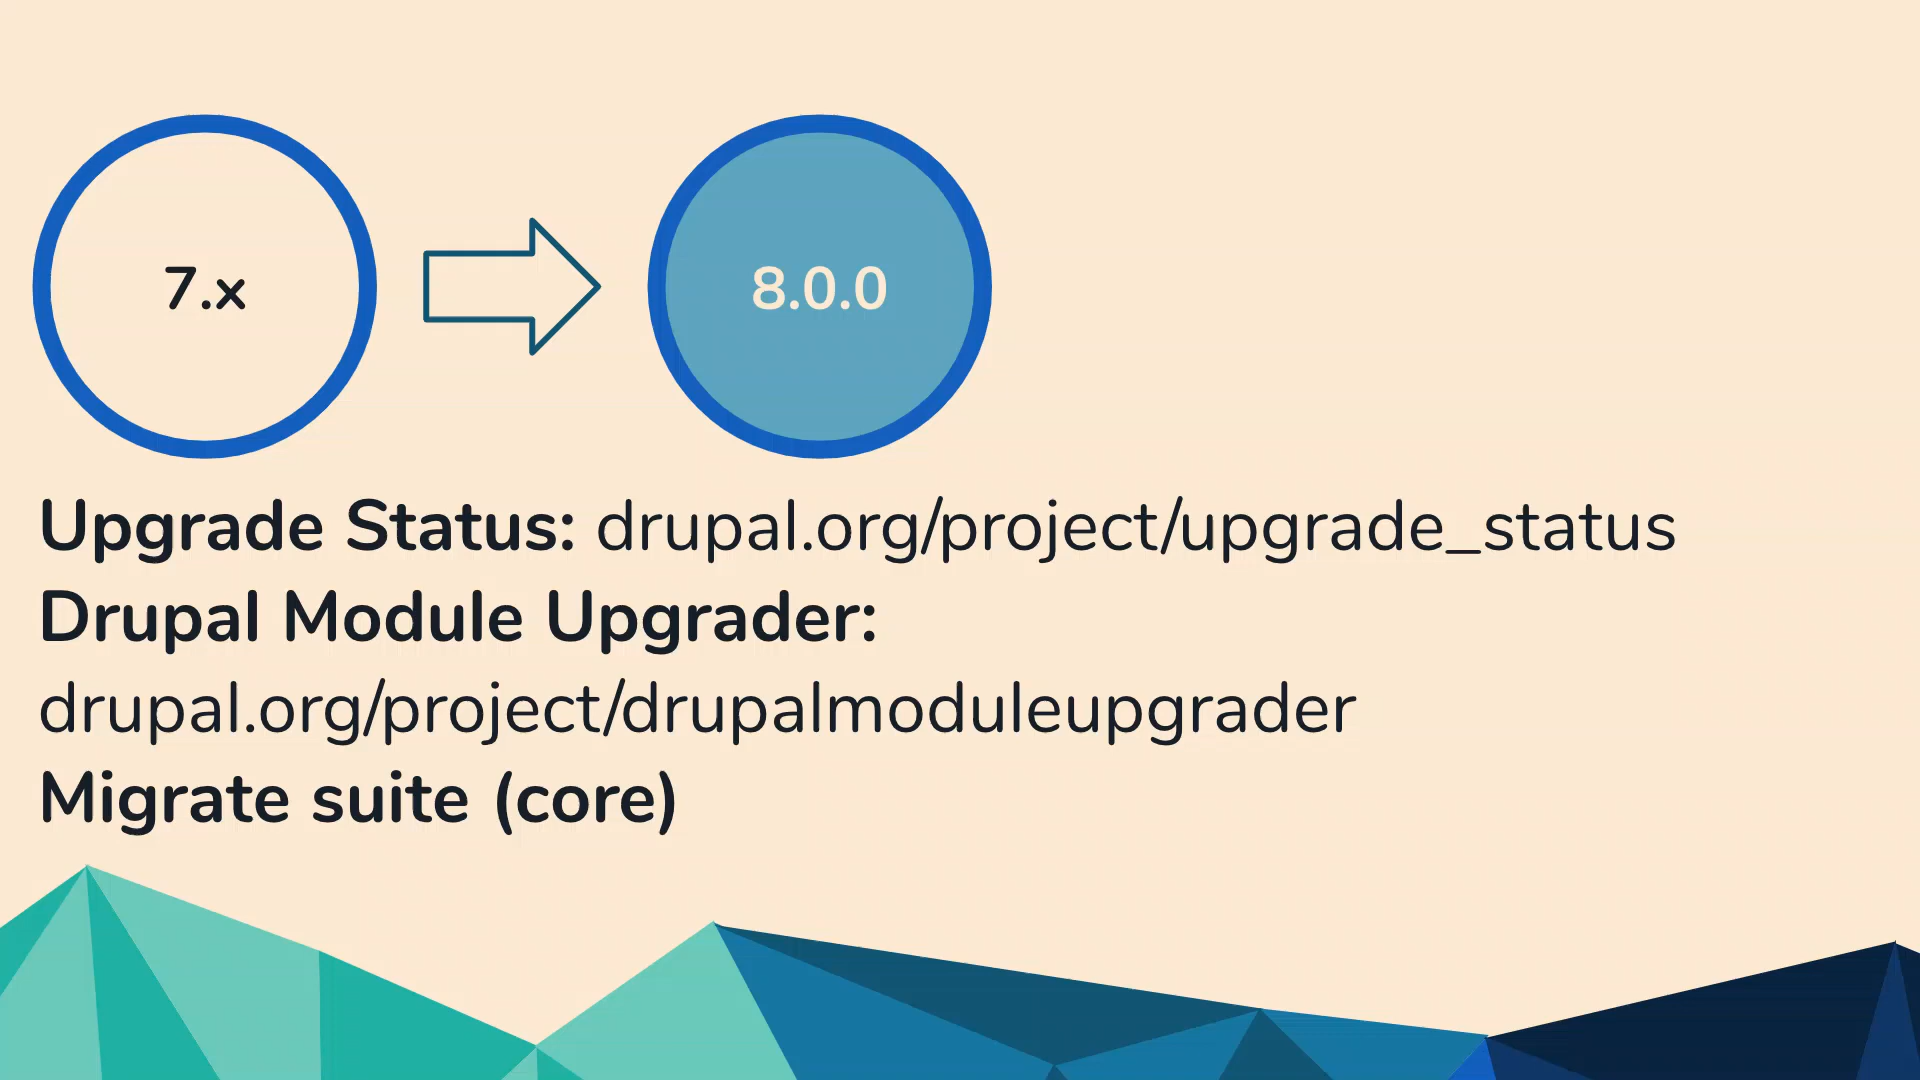 7.x
8.0.0
Upgrade Status: drupal.org/project/upgrade_status
Drupal Module Upgrader:
drupal.org/project/drupalmoduleupgrader
Migrate suite (core)